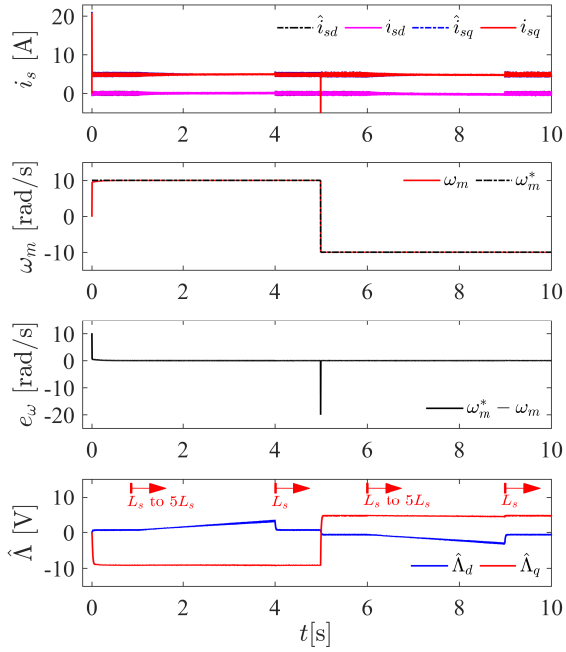 i_s [A]
20
10
0
î_sd i_sd î_sq i_sq
0 2 4 6 8 10
ω_m [rad/s]
10
0
-10
ω_m ω_m^*
0 2 4 6 8 10
e_ω [rad/s]
10
0
-10
-20
ω_m^* − ω_m
0 2 4 6 8 10
Λ̂ [V]
10
0
-10
L_s to 5L_s L_s L_s to 5L_s L_s
Λ̂_d Λ̂_q
0 2 4 6 8 10
t[s]